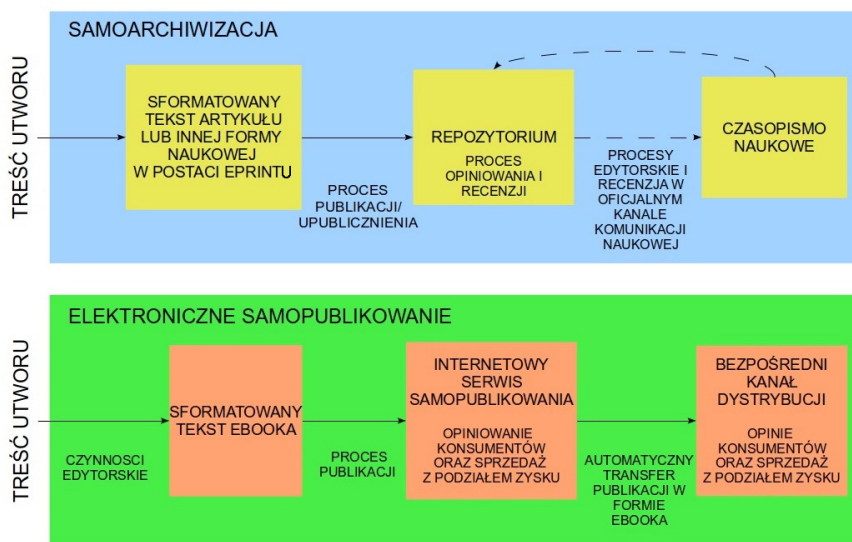 SAMOARCHIWIZACJA
TREŚĆ UTWORU
SFORMATOWANY
TEKST ARTYKUŁU
LUB INNEJ FORMY
NAUKOWEJ
W POSTACI EPRINTU
PROCES
PUBLIKACJI/
UPUBLICZNIENIA
REPOZYTORIUM
PROCES
OPINIOWANIA I
RECENZJI
PROCESY
EDYTORSKIE I
RECENZJA W
OFICJALNYM
KANALE
KOMUNIKACJI
NAUKOWEJ
CZASOPISMO
NAUKOWE
ELEKTRONICZNE SAMOPUBLIKOWANIE
TREŚĆ UTWORU
CZYNNOSCI
EDYTORSKIE
SFORMATOWANY
TEKST EBOOKA
PROCES
PUBLIKACJI
INTERNETOWY
SERWIS
SAMOPUBLIKOWANIA
OPINIOWANIE
KONSUMENTÓW
ORAZ SPRZEDAŻ
Z PODZIAŁEM ZYSKU
AUTOMATYCZNY
TRANSFER
PUBLIKACJI W
FORMIE
EBOOKA
BEZPOŚREDNI
KANAŁ
DYSTRYBUCJI
OPINIE
KONSUMENTÓW
ORAZ SPRZEDAŻ
Z PODZIAŁEM ZYSKU